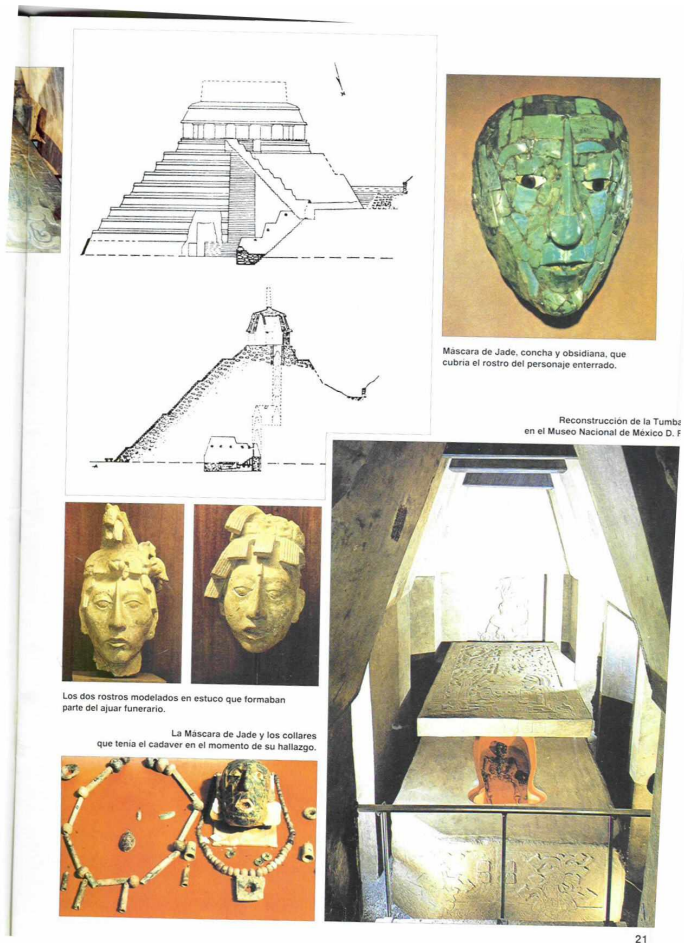 Máscara de Jade, concha y obsidiana, que
cubría el rostro del personaje enterrado.
Reconstrucción de la Tumba
en el Museo Nacional de México D. F
Los dos rostros modelados en estuco que formaban
parte del ajuar funerario.
La Máscara de Jade y los collares
que tenía el cadaver en el momento de su hallazgo.
21